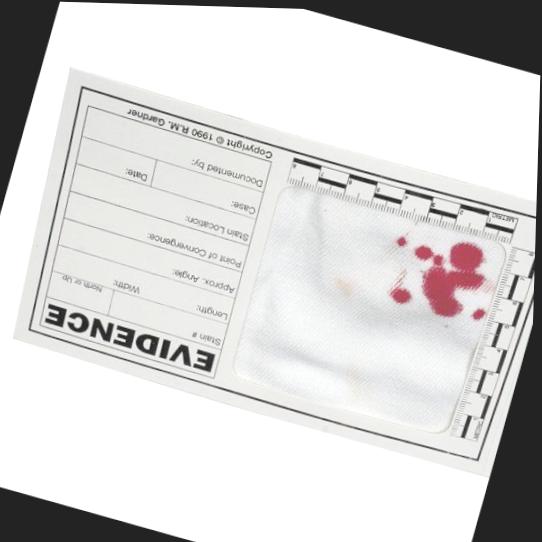 EVIDENCE
Stain #
Length:
Width:
North or Up
Approx. Angle:
Point of Convergence:
Stain Location:
Case:
Date:
Documented by:
Copyright © 1990 R.M. Gardner
METRIC